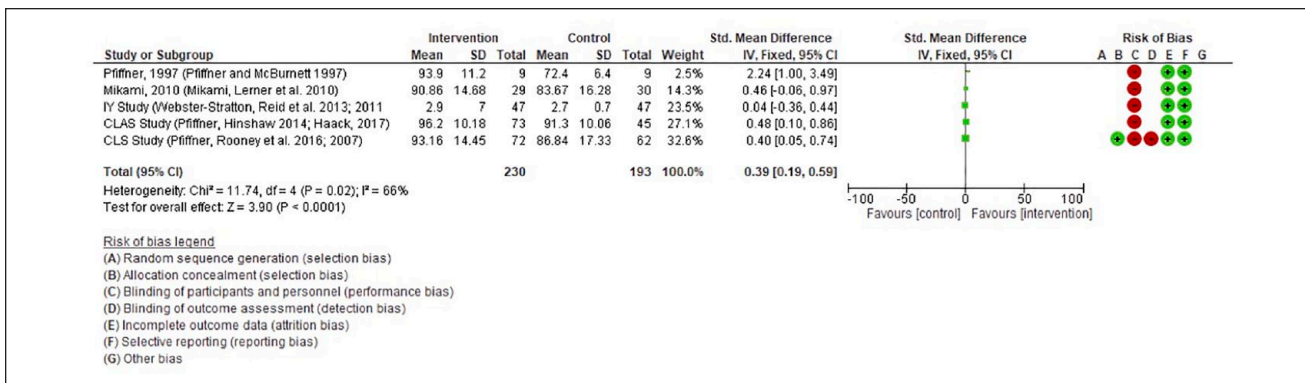 Intervention Control Std. Mean Difference Std. Mean Difference Risk of Bias
Study or Subgroup Mean SD Total Mean SD Total Weight IV, Fixed, 95% CI IV, Fixed, 95% CI A B C D E F G
Pfiffner, 1997 (Pfiffner and McBurnett 1997) 93.9 11.2 9 72.4 6.4 9 2.5% 2.24 [1.00, 3.49]
Mikami, 2010 (Mikami, Lerner et al. 2010) 90.86 14.68 29 83.67 16.28 30 14.3% 0.46 [-0.06, 0.97]
IY Study (Webster-Stratton, Reid et al. 2013; 2011 2.9 7 47 2.7 0.7 47 23.5% 0.04 [-0.36, 0.44]
CLAS Study (Pfiffner, Hinshaw 2014; Haack, 2017) 96.2 10.18 73 91.3 10.06 45 27.1% 0.48 [0.10, 0.86]
CLS Study (Pfiffner, Rooney et al. 2016; 2007) 93.16 14.45 72 86.84 17.33 62 32.6% 0.40 [0.05, 0.74]
Total (95% CI) 230 193 100.0% 0.39 [0.19, 0.59]
Heterogeneity: Chi² = 11.74, df = 4 (P = 0.02); I² = 66%
Test for overall effect: Z = 3.90 (P < 0.0001)
-100 -50 0 50 100
Favours [control] Favours [intervention]
Risk of bias legend
(A) Random sequence generation (selection bias)
(B) Allocation concealment (selection bias)
(C) Blinding of participants and personnel (performance bias)
(D) Blinding of outcome assessment (detection bias)
(E) Incomplete outcome data (attrition bias)
(F) Selective reporting (reporting bias)
(G) Other bias